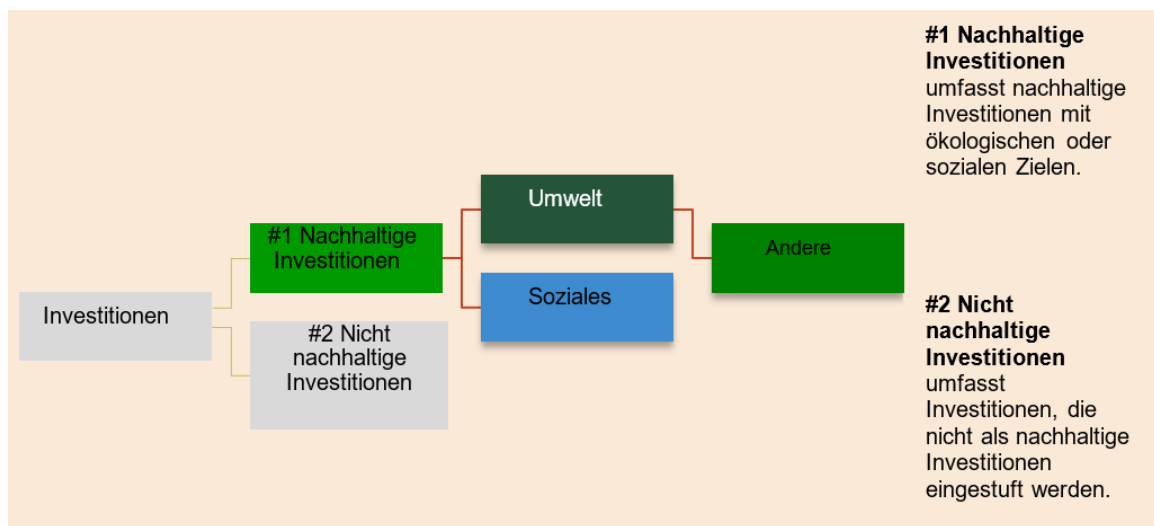 Investitionen
#1 Nachhaltige
Investitionen
#2 Nicht
nachhaltige
Investitionen
Umwelt
Soziales
Andere
#1 Nachhaltige
Investitionen
umfasst nachhaltige
Investitionen mit
ökologischen oder
sozialen Zielen.
#2 Nicht
nachhaltige
Investitionen
umfasst
Investitionen, die
nicht als nachhaltige
Investitionen
eingestuft werden.